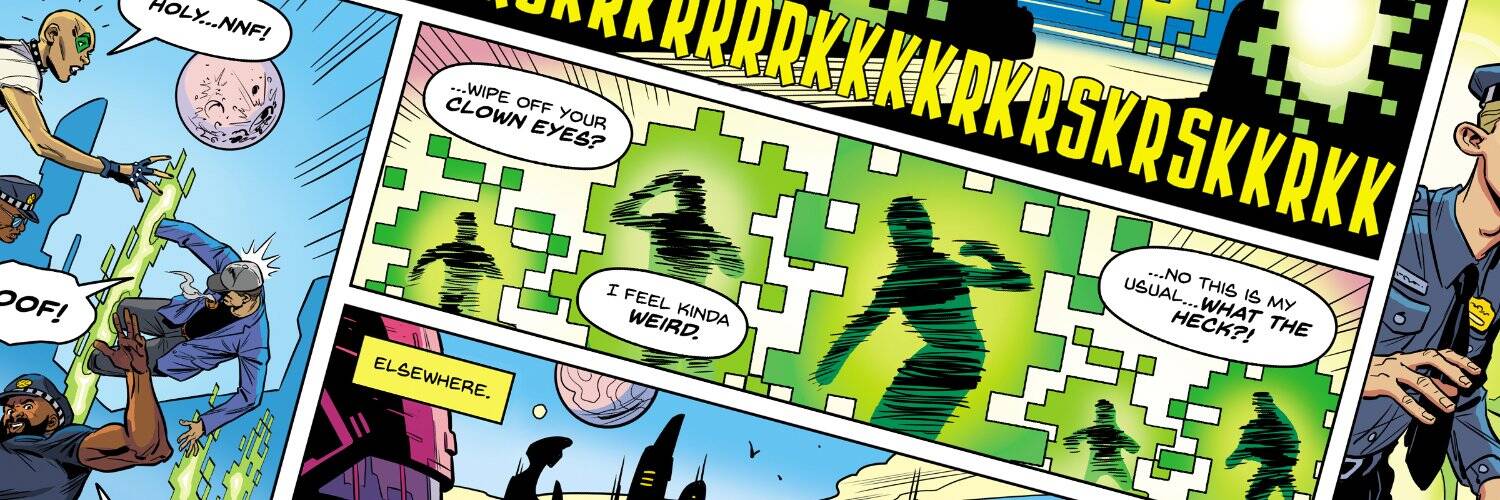 HOLY...NNF!
OOF!
RSKRKRRRRKKKKRKRSKRSKKRKK
...WIPE OFF YOUR
CLOWN EYES?
I FEEL KINDA
WEIRD.
...NO THIS IS MY
USUAL...WHAT THE
HECK?!
ELSEWHERE.